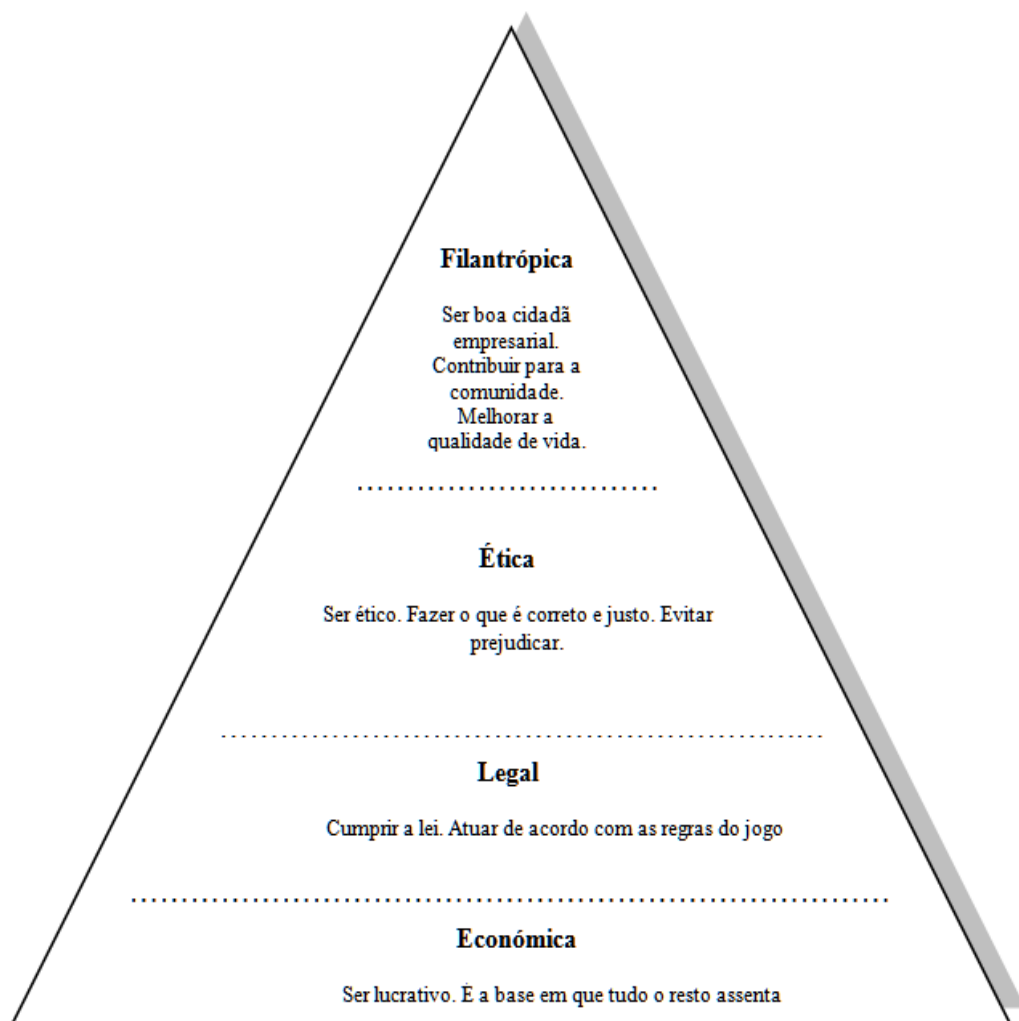 Filantrópica
Ser boa cidadã
empresarial.
Contribuir para a
comunidade.
Melhorar a
qualidade de vida.
Ética
Ser ético. Fazer o que é correto e justo. Evitar
prejudicar.
Legal
Cumprir a lei. Atuar de acordo com as regras do jogo
Económica
Ser lucrativo. É a base em que tudo o resto assenta